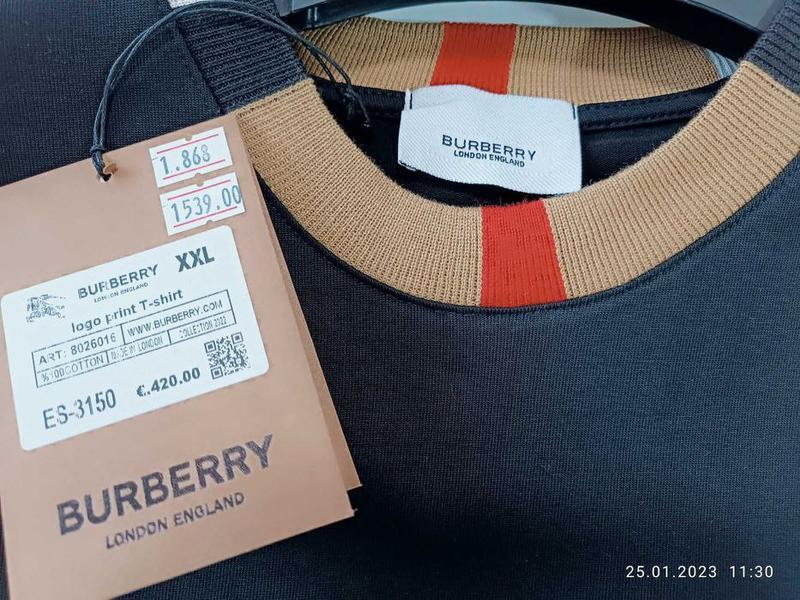 1.868
1539.00
BURBERRY XXL
LONDON ENGLAND
logo print T-shirt
ART: 8026016 WWW.BURBERRY.COM
%100COTTON MADE IN LONDON COLLECTION 2022
ES-3150 €.420.00
BURBERRY
LONDON ENGLAND
BURBERRY
LONDON ENGLAND
25.01.2023 11:30